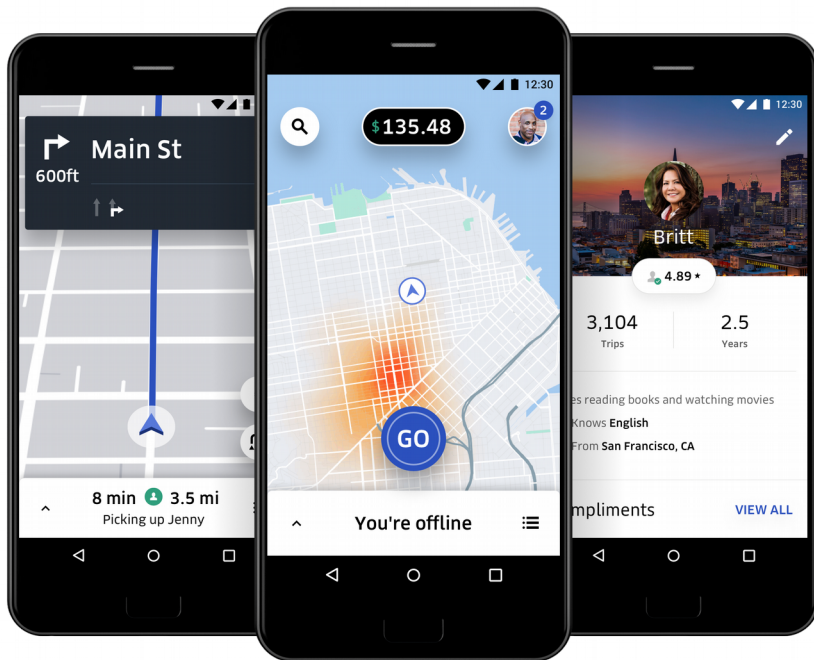 Main St
600ft
8 min 3.5 mi
Picking up Jenny
12:30
$135.48
2
GO
You're offline
12:30
Britt
4.89 ★
3,104 2.5
Trips Years
reading books and watching movies
Knows English
From San Francisco, CA
VIEW ALL